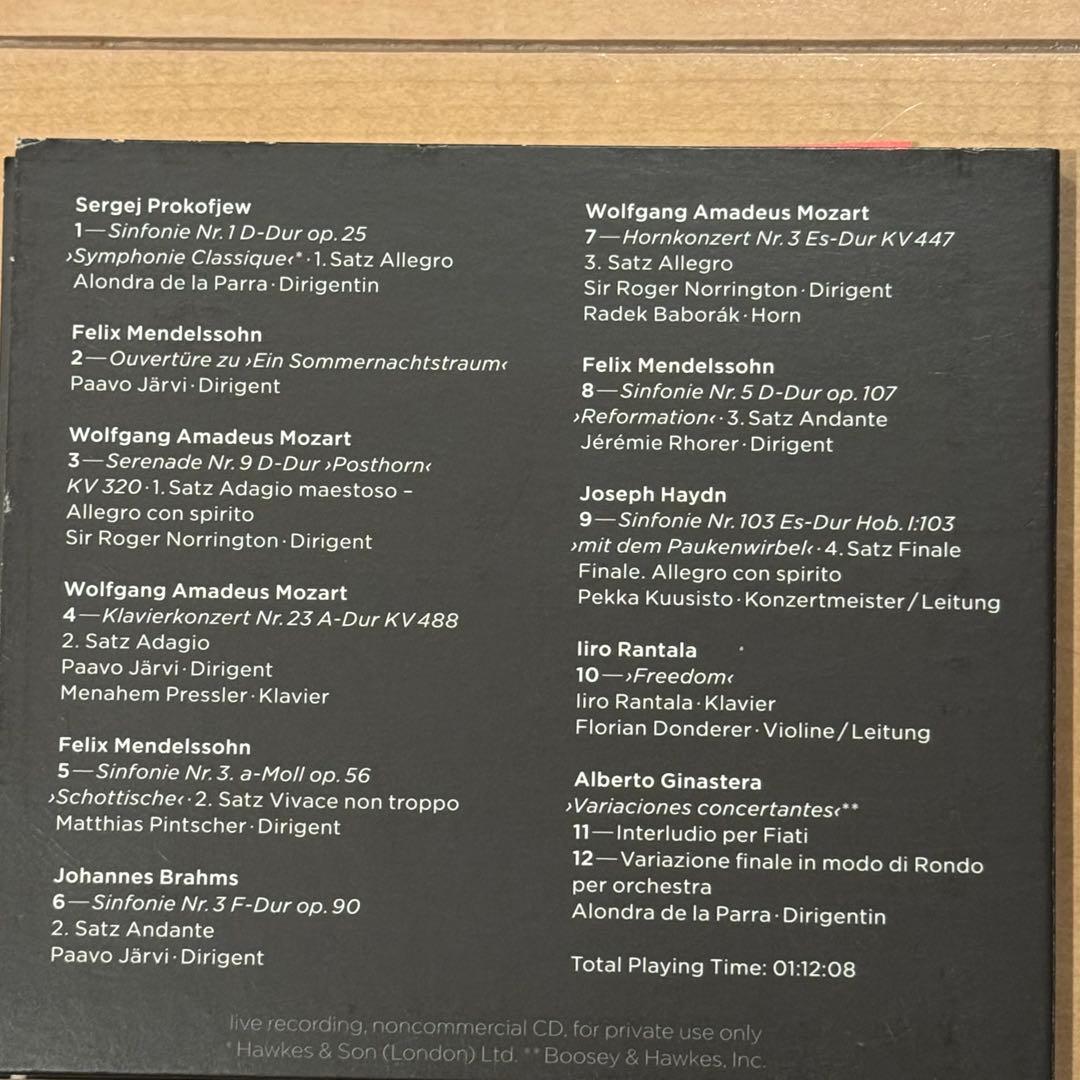 Sergej Prokofjew
1—Sinfonie Nr. 1 D-Dur op. 25
›Symphonie Classique‹* · 1. Satz Allegro
Alondra de la Parra · Dirigentin
Felix Mendelssohn
2—Ouvertüre zu ›Ein Sommernachtstraum‹
Paavo Järvi · Dirigent
Wolfgang Amadeus Mozart
3—Serenade Nr. 9 D-Dur ›Posthorn‹
KV 320 · 1. Satz Adagio maestoso –
Allegro con spirito
Sir Roger Norrington · Dirigent
Wolfgang Amadeus Mozart
4—Klavierkonzert Nr. 23 A-Dur KV 488
2. Satz Adagio
Paavo Järvi · Dirigent
Menahem Pressler · Klavier
Felix Mendelssohn
5—Sinfonie Nr. 3. a-Moll op. 56
›Schottische‹ · 2. Satz Vivace non troppo
Matthias Pintscher · Dirigent
Johannes Brahms
6—Sinfonie Nr. 3 F-Dur op. 90
2. Satz Andante
Paavo Järvi · Dirigent
Wolfgang Amadeus Mozart
7—Hornkonzert Nr. 3 Es-Dur KV 447
3. Satz Allegro
Sir Roger Norrington · Dirigent
Radek Baborák · Horn
Felix Mendelssohn
8—Sinfonie Nr. 5 D-Dur op. 107
›Reformation‹ · 3. Satz Andante
Jérémie Rhorer · Dirigent
Joseph Haydn
9—Sinfonie Nr. 103 Es-Dur Hob. I:103
›mit dem Paukenwirbel‹ · 4. Satz Finale
Finale. Allegro con spirito
Pekka Kuusisto · Konzertmeister / Leitung
Iiro Rantala
10—›Freedom‹
Iiro Rantala · Klavier
Florian Donderer · Violine / Leitung
Alberto Ginastera
›Variaciones concertantes‹**
11—Interludio per Fiati
12—Variazione finale in modo di Rondo
per orchestra
Alondra de la Parra · Dirigentin
Total Playing Time: 01:12:08
live recording, noncommercial CD, for private use only
*Hawkes & Son (London) Ltd. **Boosey & Hawkes, Inc.